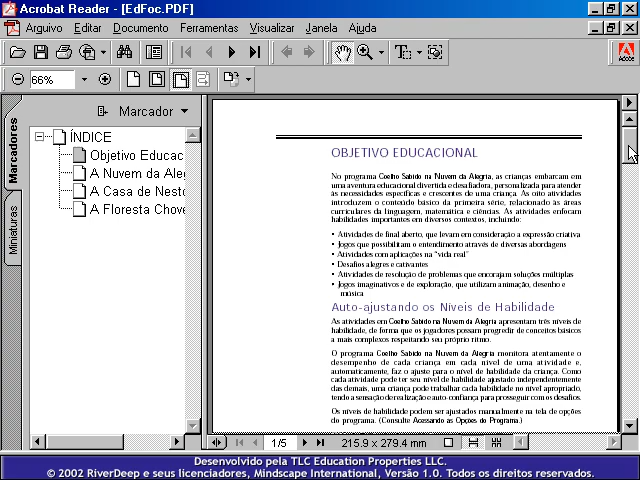 Acrobat Reader - [EdFoc.PDF]
Arquivo Editar Documento Ferramentas Visualizar Janela Ajuda
Adobe
66%
Marcadores
Miniaturas
Marcador
ÍNDICE
Objetivo Educac
A Nuvem da Aleg
A Casa de Nesto
A Floresta Chove
OBJETIVO EDUCACIONAL
No programa Coelho Sabido na Nuvem da Alegria, as crianças embarcam em
uma aventura educacional divertida e desafiadora, personalizada para atender
às necessidades específicas e crescentes de uma criança. As oito atividades
introduzem o conteúdo básico da primeira série, relacionado às áreas
curriculares da linguagem, matemática e ciências. As atividades enfocam
habilidades importantes em diversos contextos, incluindo:
• Atividades de final aberto, que levam em consideração a expressão criativa
• Jogos que possibilitam o entendimento através de diversas abordagens
• Atividades com aplicações na "vida real"
• Desafios alegres e cativantes
• Atividades de resolução de problemas que encorajam soluções múltiplas
• Jogos imaginativos e de exploração, que utilizam animação, desenho e
música
Auto-ajustando os Níveis de Habilidade
As atividades em Coelho Sabido na Nuvem da Alegria apresentam três níveis de
habilidade, de forma que os jogadores possam progredir de conceitos básicos
a mais complexos respeitando seu próprio ritmo.
O programa Coelho Sabido na Nuvem da Alegria monitora atentamente o
desempenho de cada criança em cada nível de uma atividade e,
automaticamente, faz o ajuste para o nível de habilidade da criança. Como
cada atividade pode ter seu nível de habilidade ajustado independentemente
das demais, uma criança pode trabalhar cada habilidade no nível apropriado,
tendo a sensação de realização e auto-confiança para prosseguir com os desafios.
Os níveis de habilidade podem ser ajustados manualmente na tela de opções
do programa. (Consulte Acessando as Opções do Programa.)
1/5
215.9 x 279.4 mm
Desenvolvido pela TLC Education Properties LLC.
© 2002 RiverDeep e seus licenciadores, Mindscape International, Versão 1.0. Todos os direitos reservados.